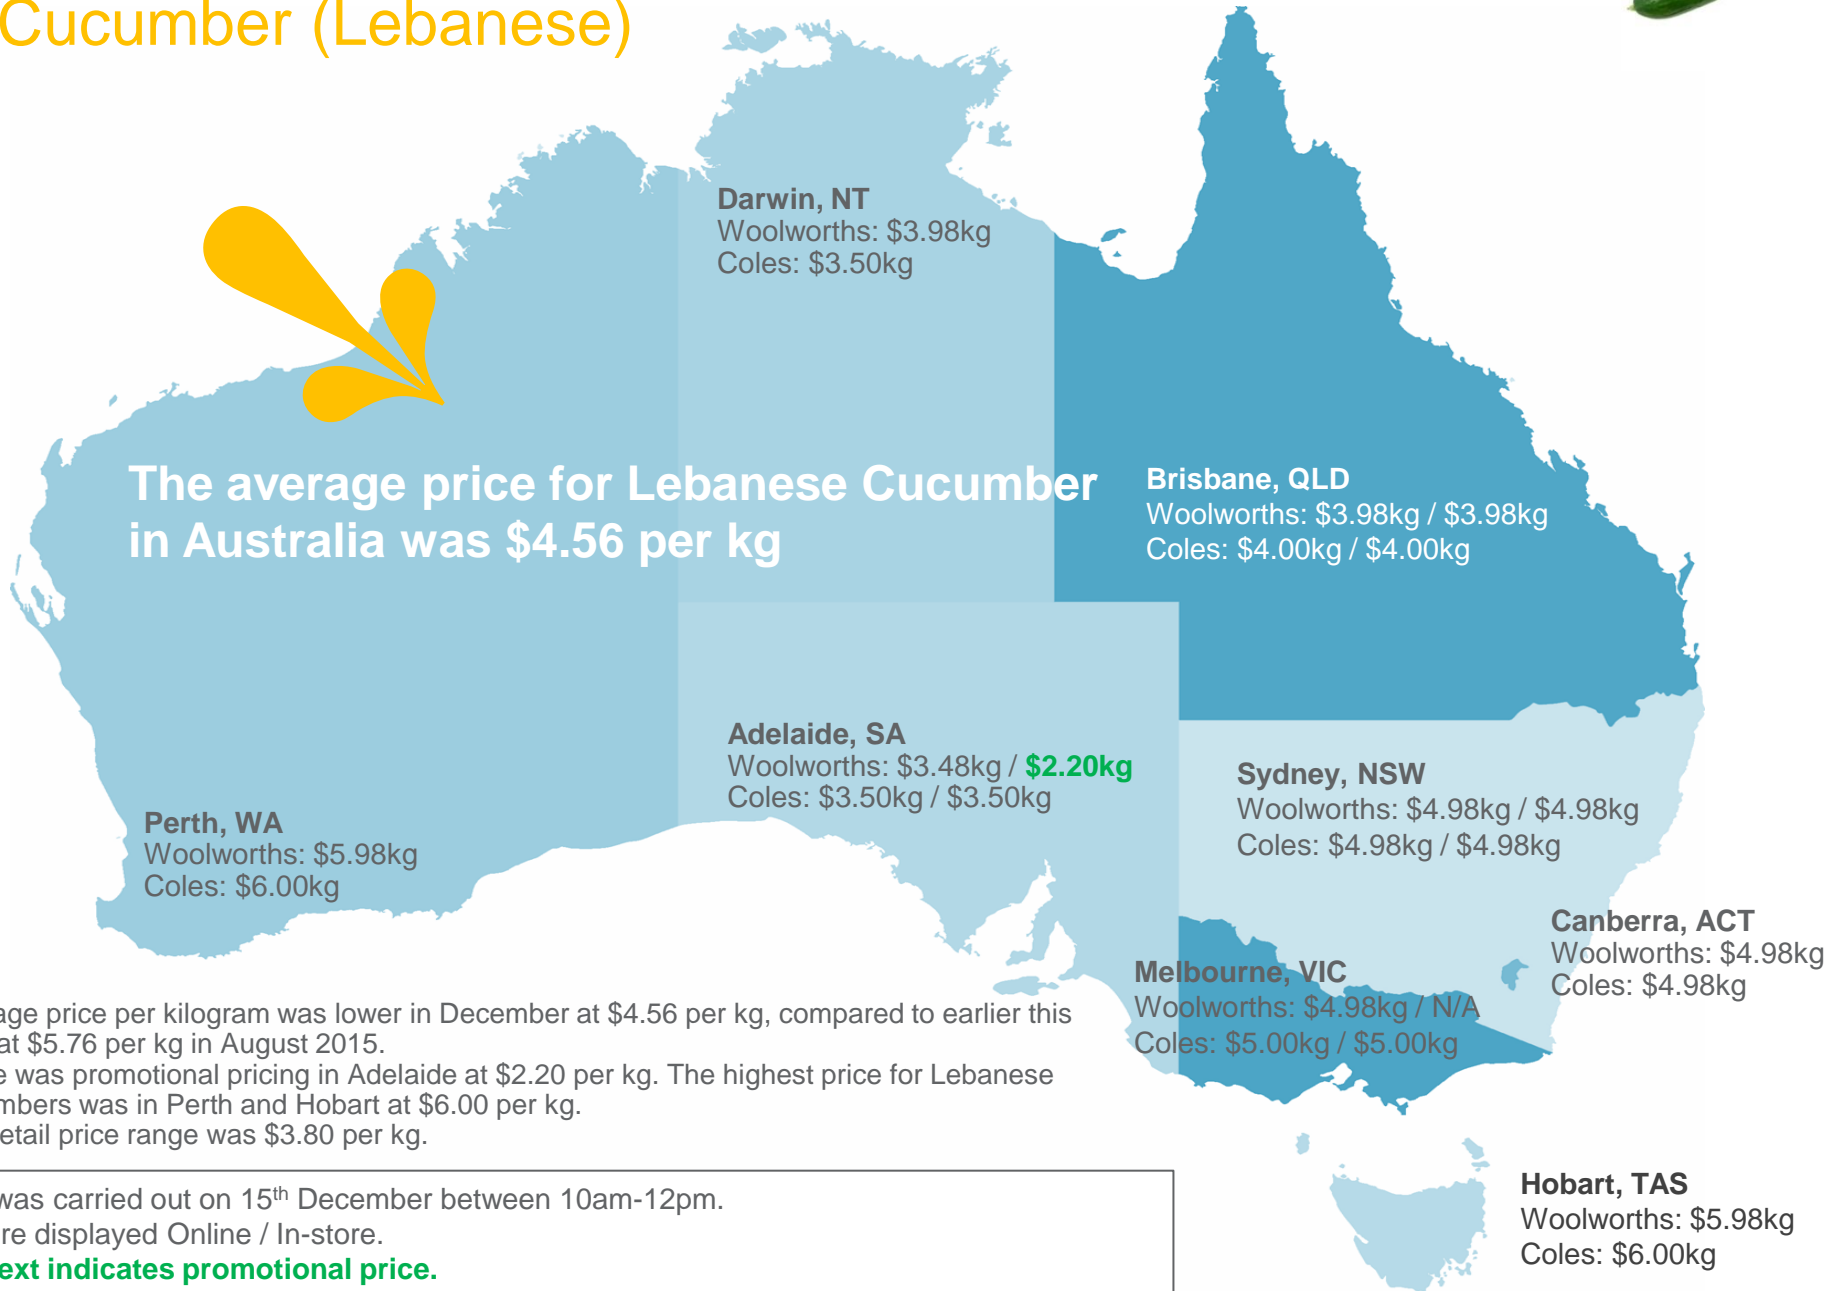 Cucumber (Lebanese)
Darwin, NT
Woolworths: $3.98kg
Coles: $3.50kg
The average price for Lebanese Cucumber
in Australia was $4.56 per kg
Brisbane, QLD
Woolworths: $3.98kg / $3.98kg
Coles: $4.00kg / $4.00kg
Adelaide, SA
Woolworths: $3.48kg / $2.20kg
Coles: $3.50kg / $3.50kg
Sydney, NSW
Woolworths: $4.98kg / $4.98kg
Coles: $4.98kg / $4.98kg
Perth, WA
Woolworths: $5.98kg
Coles: $6.00kg
Canberra, ACT
Woolworths: $4.98kg
Coles: $4.98kg
Melbourne, VIC
Woolworths: $4.98kg / N/A
Coles: $5.00kg / $5.00kg
price per kilogram was lower in December at $4.56 per kg, compared to earlier this
at $5.76 per kg in August 2015.
was promotional pricing in Adelaide at $2.20 per kg. The highest price for Lebanese
was in Perth and Hobart at $6.00 per kg.
price range was $3.80 per kg.
was carried out on 15th December between 10am-12pm.
displayed Online / In-store.
indicates promotional price.
Hobart, TAS
Woolworths: $5.98kg
Coles: $6.00kg